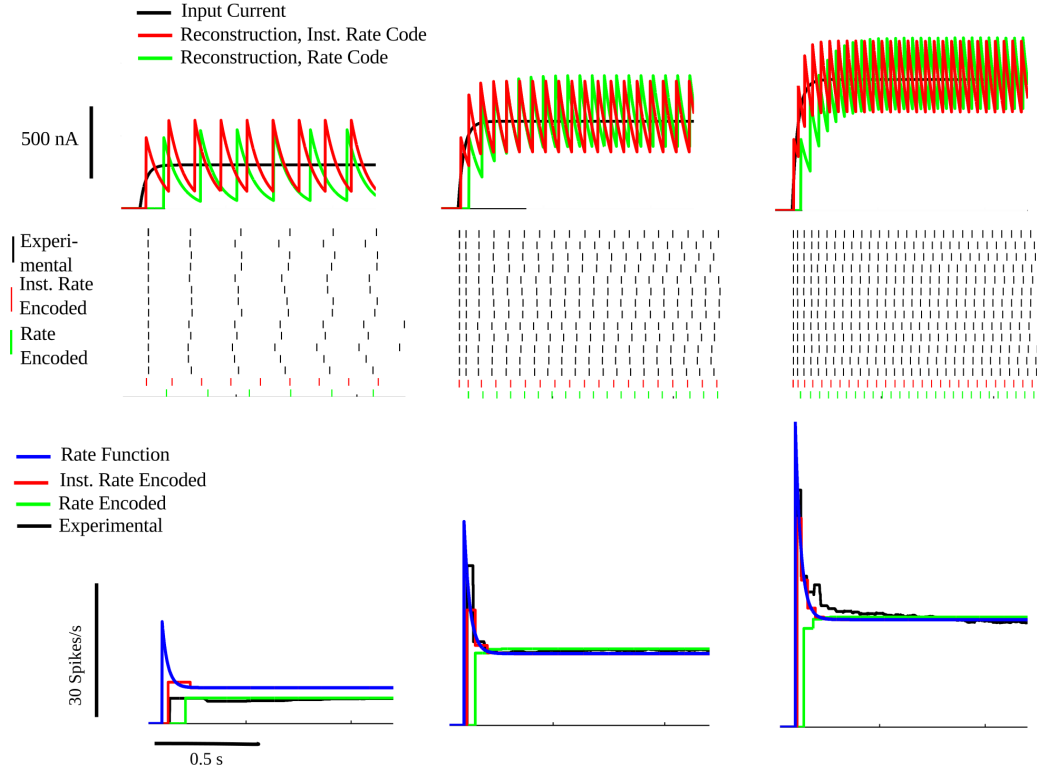 Input Current
Reconstruction, Inst. Rate Code
Reconstruction, Rate Code
500 nA
Experi-
mental
Inst. Rate
Encoded
Rate
Encoded
Rate Function
Inst. Rate Encoded
Rate Encoded
Experimental
30 Spikes/s
0.5 s